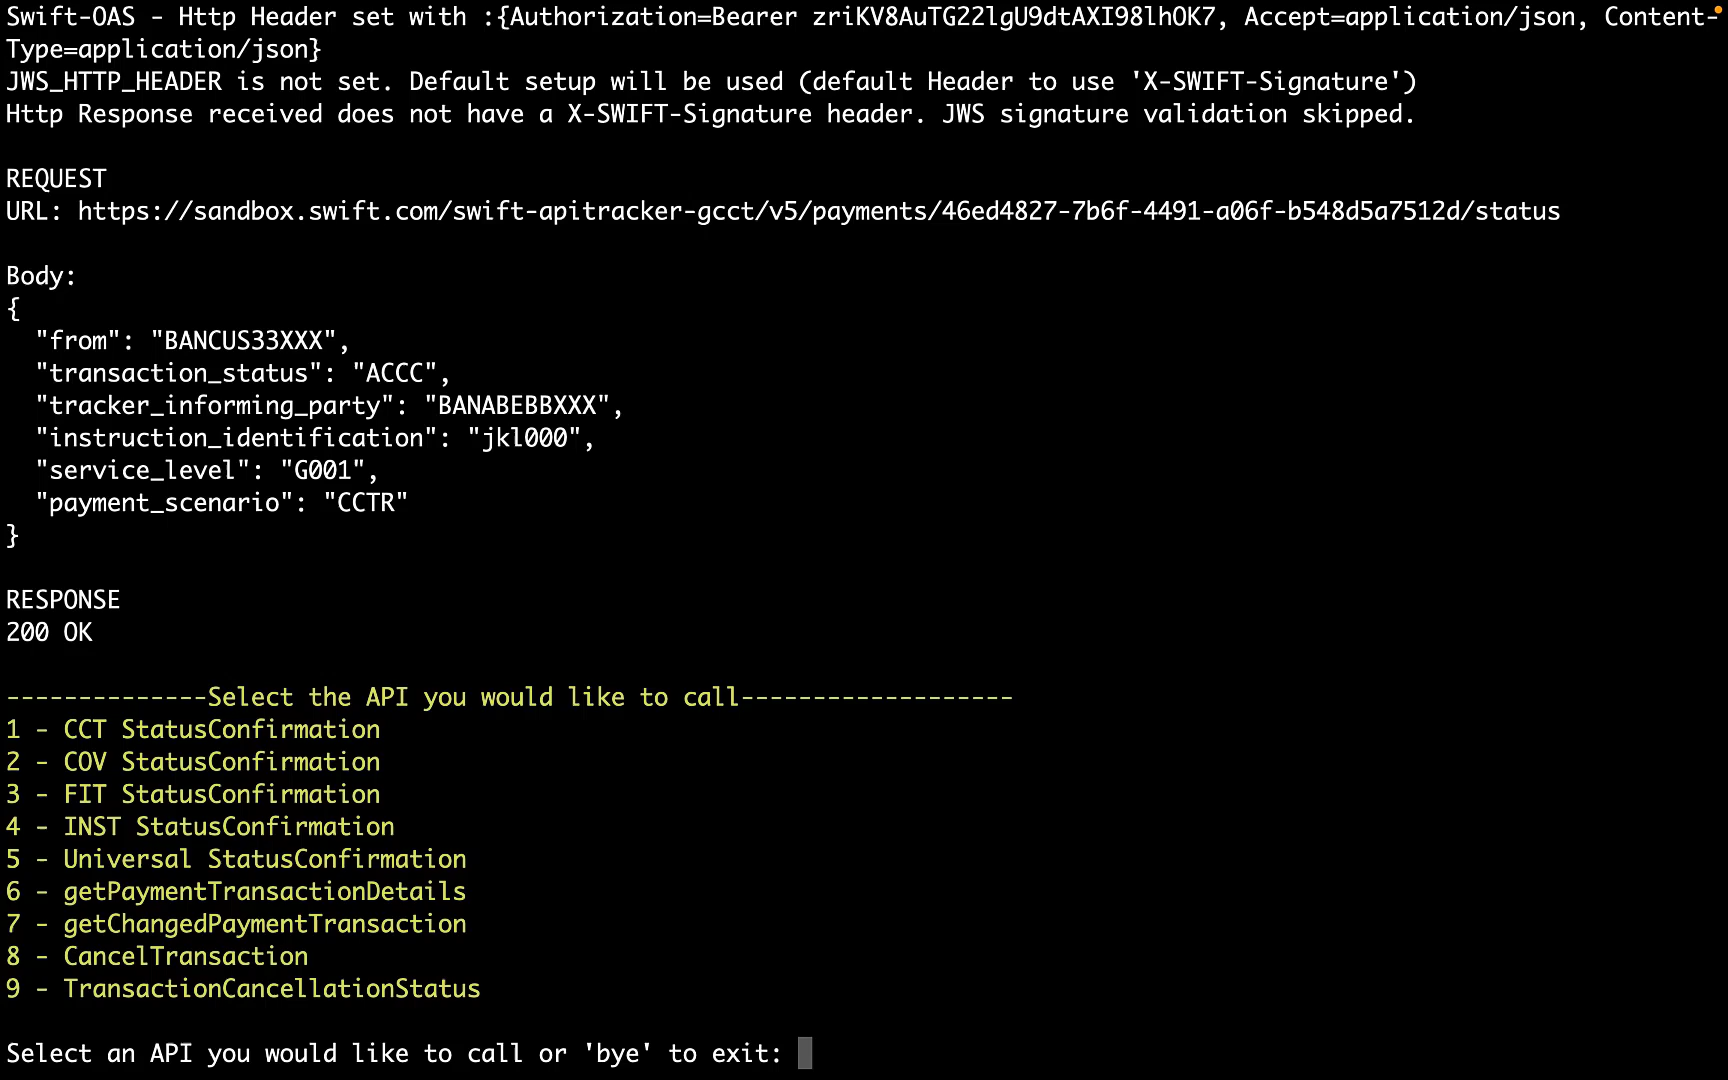 Swift-OAS - Http Header set with :{Authorization=Bearer zriKV8AuTG22lgU9dtAXI98lhOK7, Accept=application/json, Content-
Type=application/json}
JWS_HTTP_HEADER is not set. Default setup will be used (default Header to use 'X-SWIFT-Signature')
Http Response received does not have a X-SWIFT-Signature header. JWS signature validation skipped.
REQUEST
URL: https://sandbox.swift.com/swift-apitracker-gcct/v5/payments/46ed4827-7b6f-4491-a06f-b548d5a7512d/status
Body:
{
  "from": "BANCUS33XXX",
  "transaction_status": "ACCC",
  "tracker_informing_party": "BANABEBBXXX",
  "instruction_identification": "jkl000",
  "service_level": "G001",
  "payment_scenario": "CCTR"
}
RESPONSE
200 OK
--------------Select the API you would like to call-------------------
1 - CCT StatusConfirmation
2 - COV StatusConfirmation
3 - FIT StatusConfirmation
4 - INST StatusConfirmation
5 - Universal StatusConfirmation
6 - getPaymentTransactionDetails
7 - getChangedPaymentTransaction
8 - CancelTransaction
9 - TransactionCancellationStatus
Select an API you would like to call or 'bye' to exit: